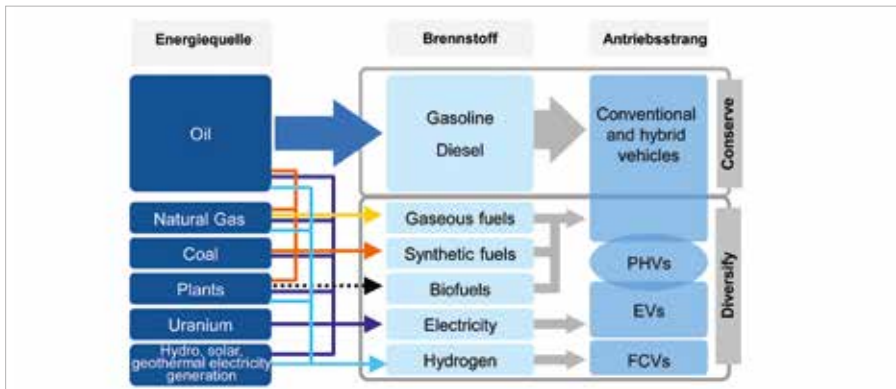 Energiequelle
Brennstoff
Antriebsstrang
Oil
Gasoline
Diesel
Conventional
and hybrid
vehicles
Conserve
Natural Gas
Gaseous fuels
Coal
Synthetic fuels
PHVs
Plants
Biofuels
Diversify
Uranium
Electricity
EVs
Hydro, solar,
geothermal electricity
generation
Hydrogen
FCVs